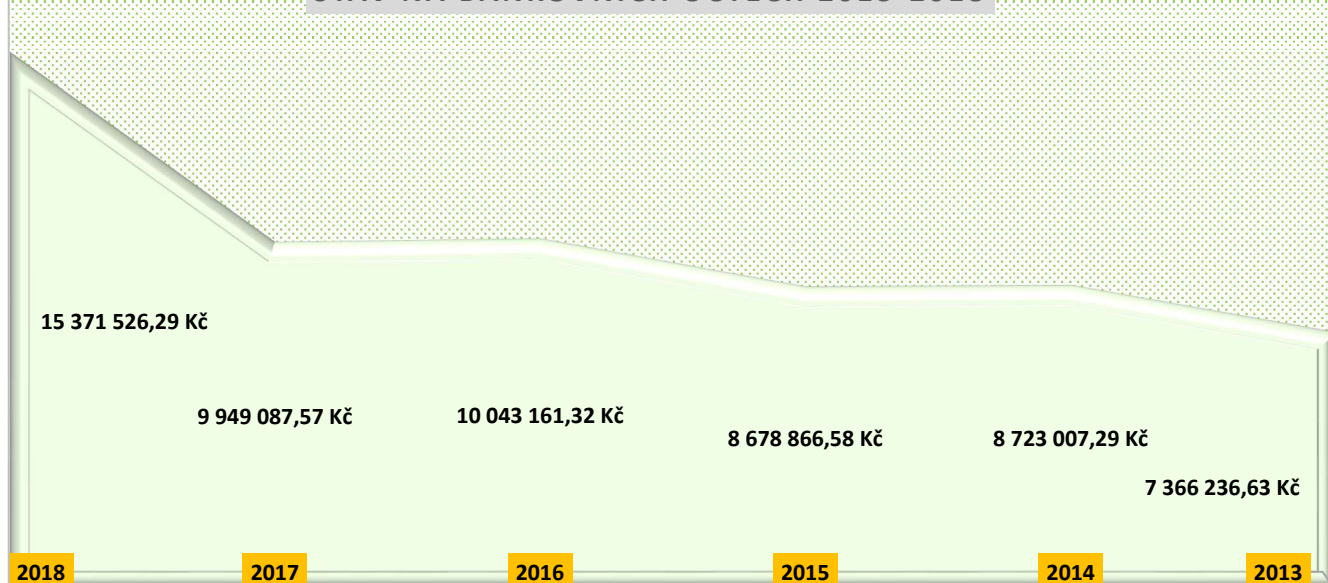 15 371 526,29 Kč
9 949 087,57 Kč
10 043 161,32 Kč
8 678 866,58 Kč
8 723 007,29 Kč
7 366 236,63 Kč
2018
2017
2016
2015
2014
2013